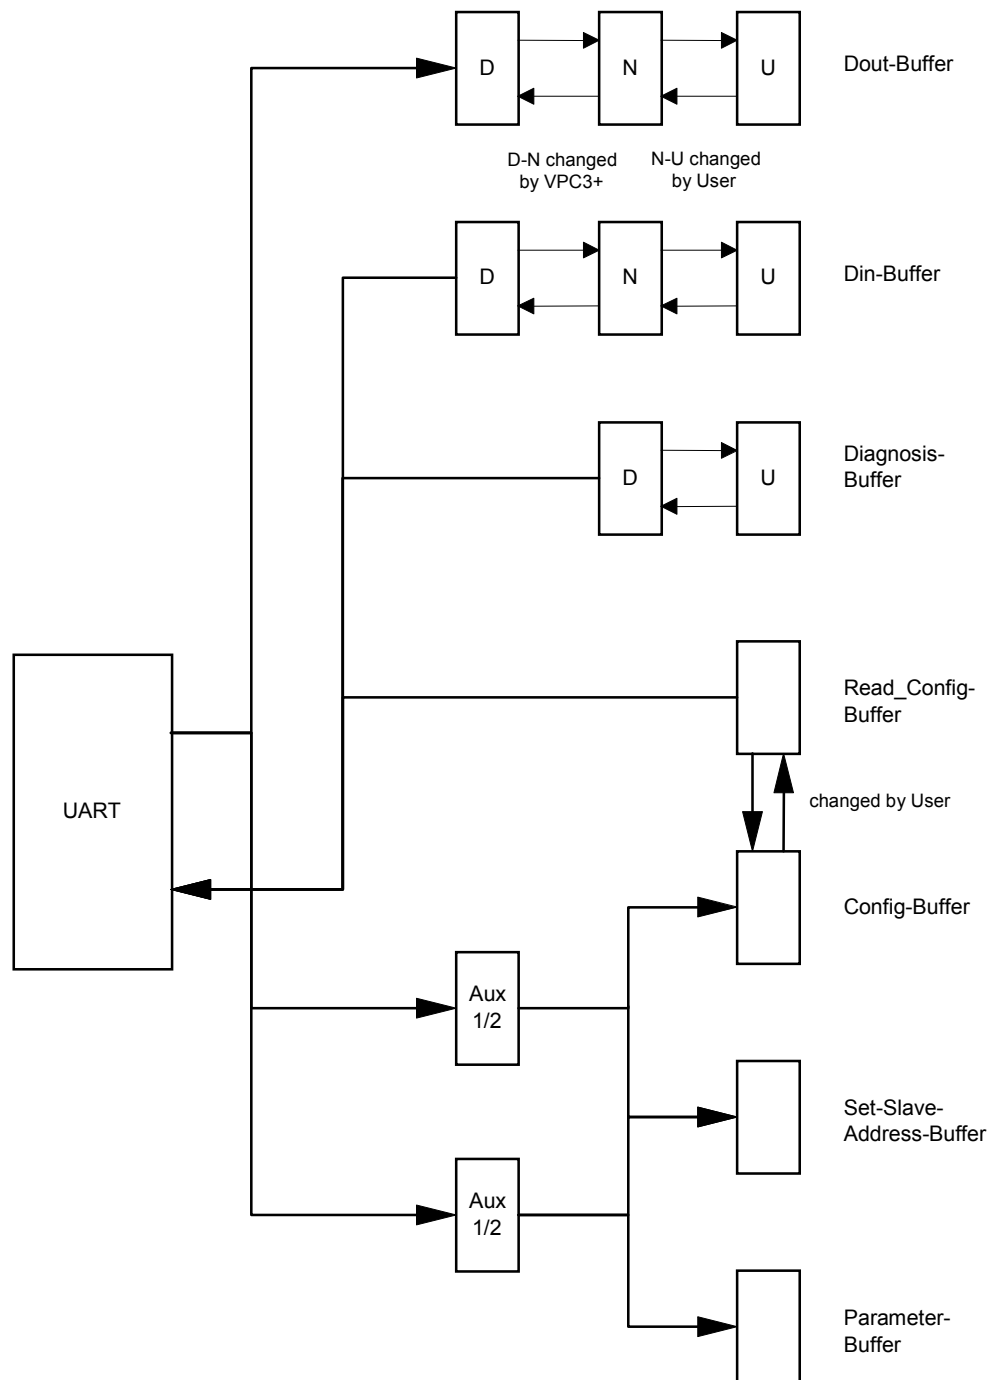 D
N
U
Dout-Buffer
D-N changed
by VPC3+
N-U changed
by User
D
N
U
Din-Buffer
D
U
Diagnosis-
Buffer
Read_Config-
Buffer
changed by User
UART
Config-Buffer
Aux
1/2
Set-Slave-
Address-Buffer
Aux
1/2
Parameter-
Buffer